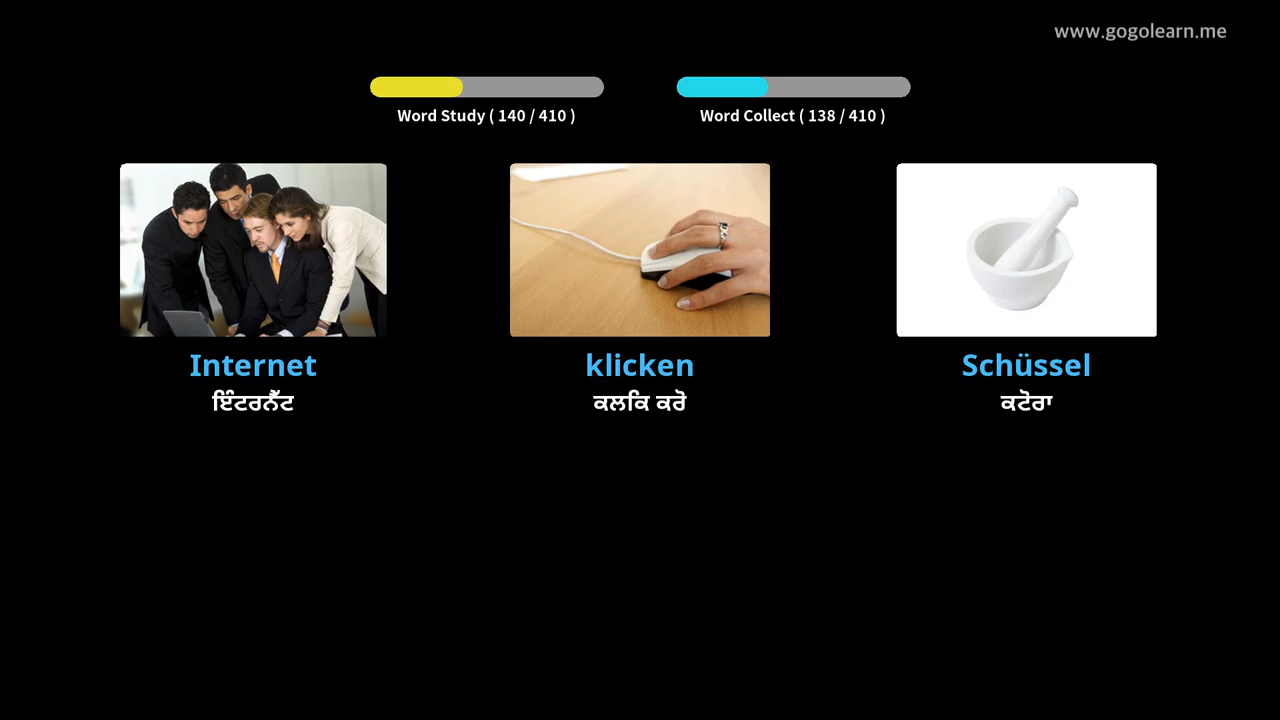 www.gogolearn.me
Word Study ( 140 / 410 )
Word Collect ( 138 / 410 )
Internet
ਇੰਟਰਨੈੱਟ
klicken
ਕਲਕਿ ਕਰੋ
Schüssel
ਕਟੋਰਾ